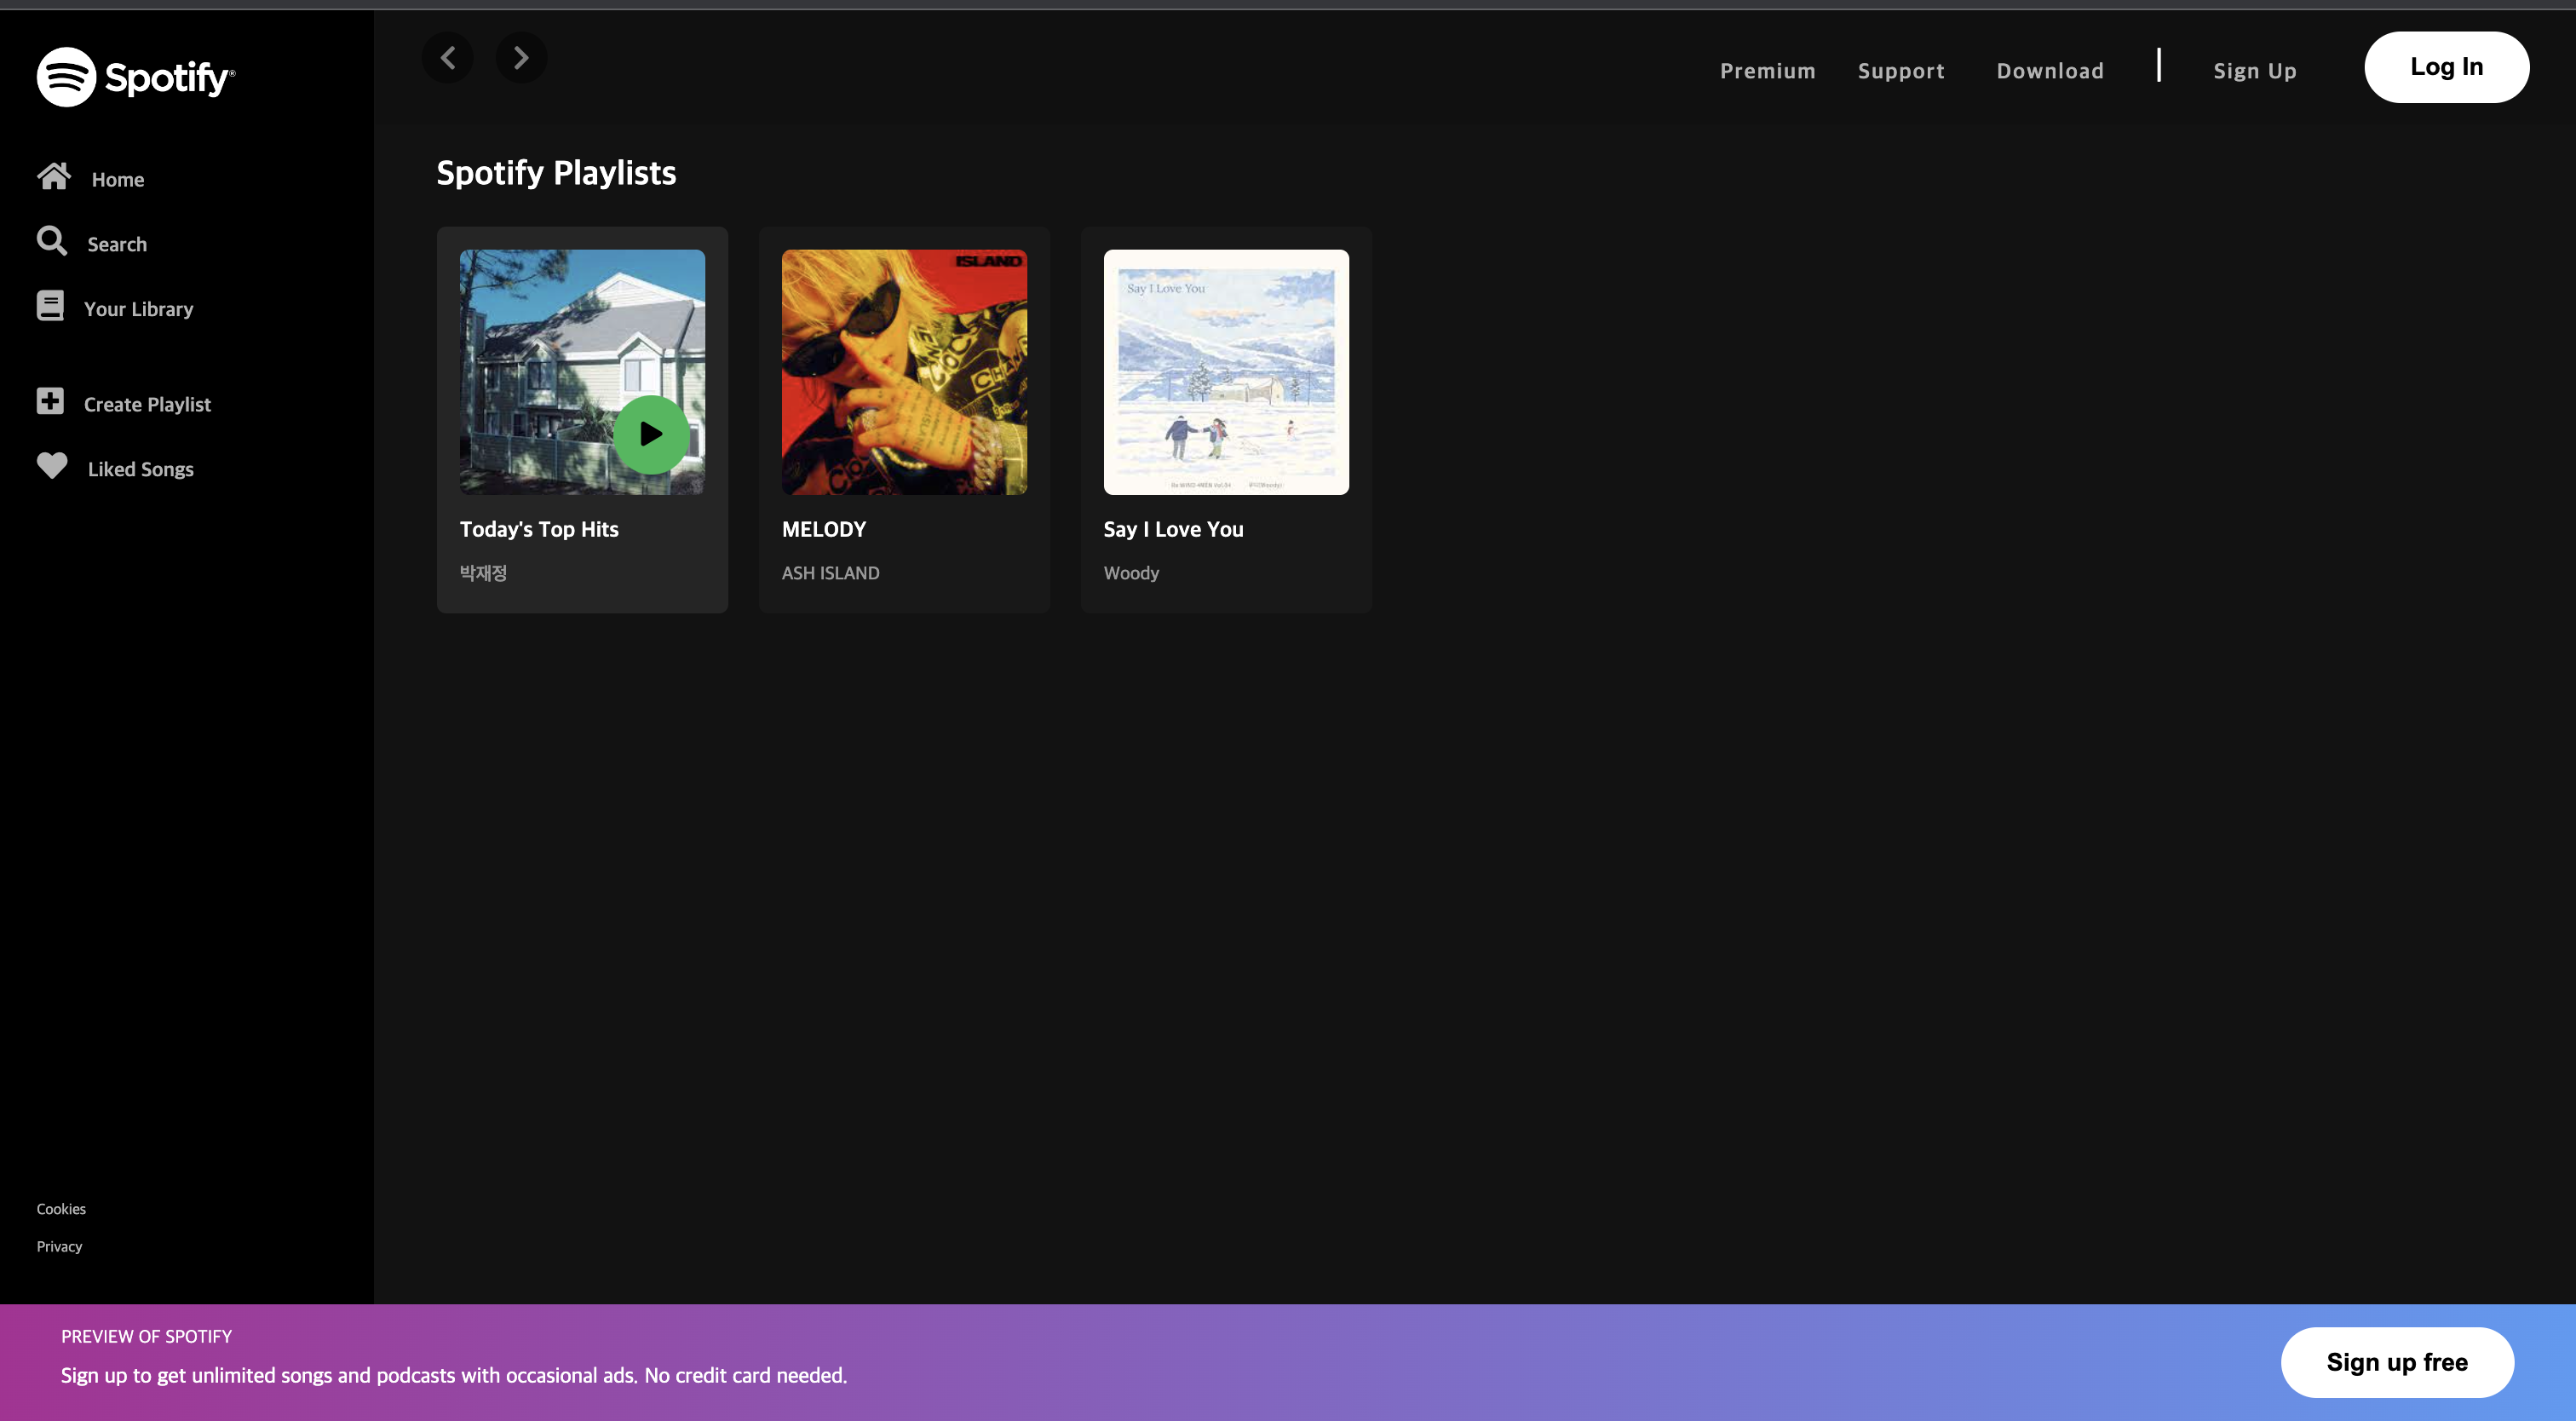 Spotify®
Home
Search
Your Library
Create Playlist
Liked Songs
Cookies
Privacy
Premium
Support
Download
Sign Up
Log In
Spotify Playlists
ISLAND
Today's Top Hits
박재정
MELODY
ASH ISLAND
Say I Love You
Say I Love You
Woody
PREVIEW OF SPOTIFY
Sign up to get unlimited songs and podcasts with occasional ads. No credit card needed.
Sign up free